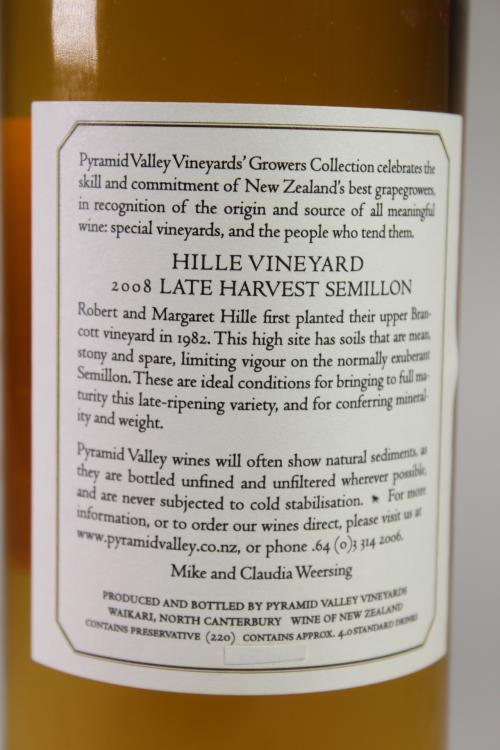 Pyramid Valley Vineyards' Growers Collection celebrates the
skill and commitment of New Zealand's best grapegrowers,
in recognition of the origin and source of all meaningful
wine: special vineyards, and the people who tend them.
HILLE VINEYARD
2008 LATE HARVEST SEMILLON
Robert and Margaret Hille first planted their upper Bran-
cott vineyard in 1982. This high site has soils that are mean,
stony and spare, limiting vigour on the normally exuberant
Semillon. These are ideal conditions for bringing to full ma-
turity this late-ripening variety, and for conferring mineral-
ity and weight.
Pyramid Valley wines will often show natural sediments, as
they are bottled unfined and unfiltered wherever possible,
and are never subjected to cold stabilisation. For more
information, or to order our wines direct, please visit us at
www.pyramidvalley.co.nz, or phone .64 (0)3 314 2006.
Mike and Claudia Weersing
PRODUCED AND BOTTLED BY PYRAMID VALLEY VINEYARDS
WAIKARI, NORTH CANTERBURY WINE OF NEW ZEALAND
CONTAINS PRESERVATIVE (220) CONTAINS APPROX. 4.0 STANDARD DRINKS